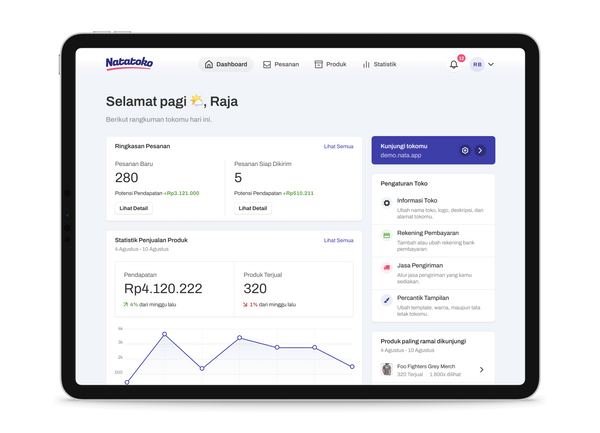 Natatoko
Dashboard
Pesanan
Produk
Statistik
12
RB
Selamat pagi 🌤️, Raja
Berikut rangkuman tokomu hari ini.
Ringkasan Pesanan
Lihat Semua
Pesanan Baru
280
Potensi Pendapatan +Rp3.121.000
Lihat Detail
Pesanan Siap Dikirim
5
Potensi Pendapatan +Rp510.211
Lihat Detail
Statistik Penjualan Produk
Lihat Semua
4 Agustus - 10 Agustus
Pendapatan
Rp4.120.222
4% dari minggu lalu
Produk Terjual
320
1% dari minggu lalu
4k
3k
2k
500
Kunjungi tokomu
demo.nata.app
Pengaturan Toko
Informasi Toko
Ubah nama toko, logo, deskripsi, dan
alamat tokomu.
Rekening Pembayaran
Tambah atau ubah rekening bank
pembayaran.
Jasa Pengiriman
Atur jasa pengiriman yang kamu
sediakan.
Percantik Tampilan
Ubah template, warna, maupun tata
letak tokomu.
Produk paling ramai dikunjungi
4 Agustus - 10 Agustus
Foo Fighters Grey Merch
320 Terjual · 1.800x dilihat